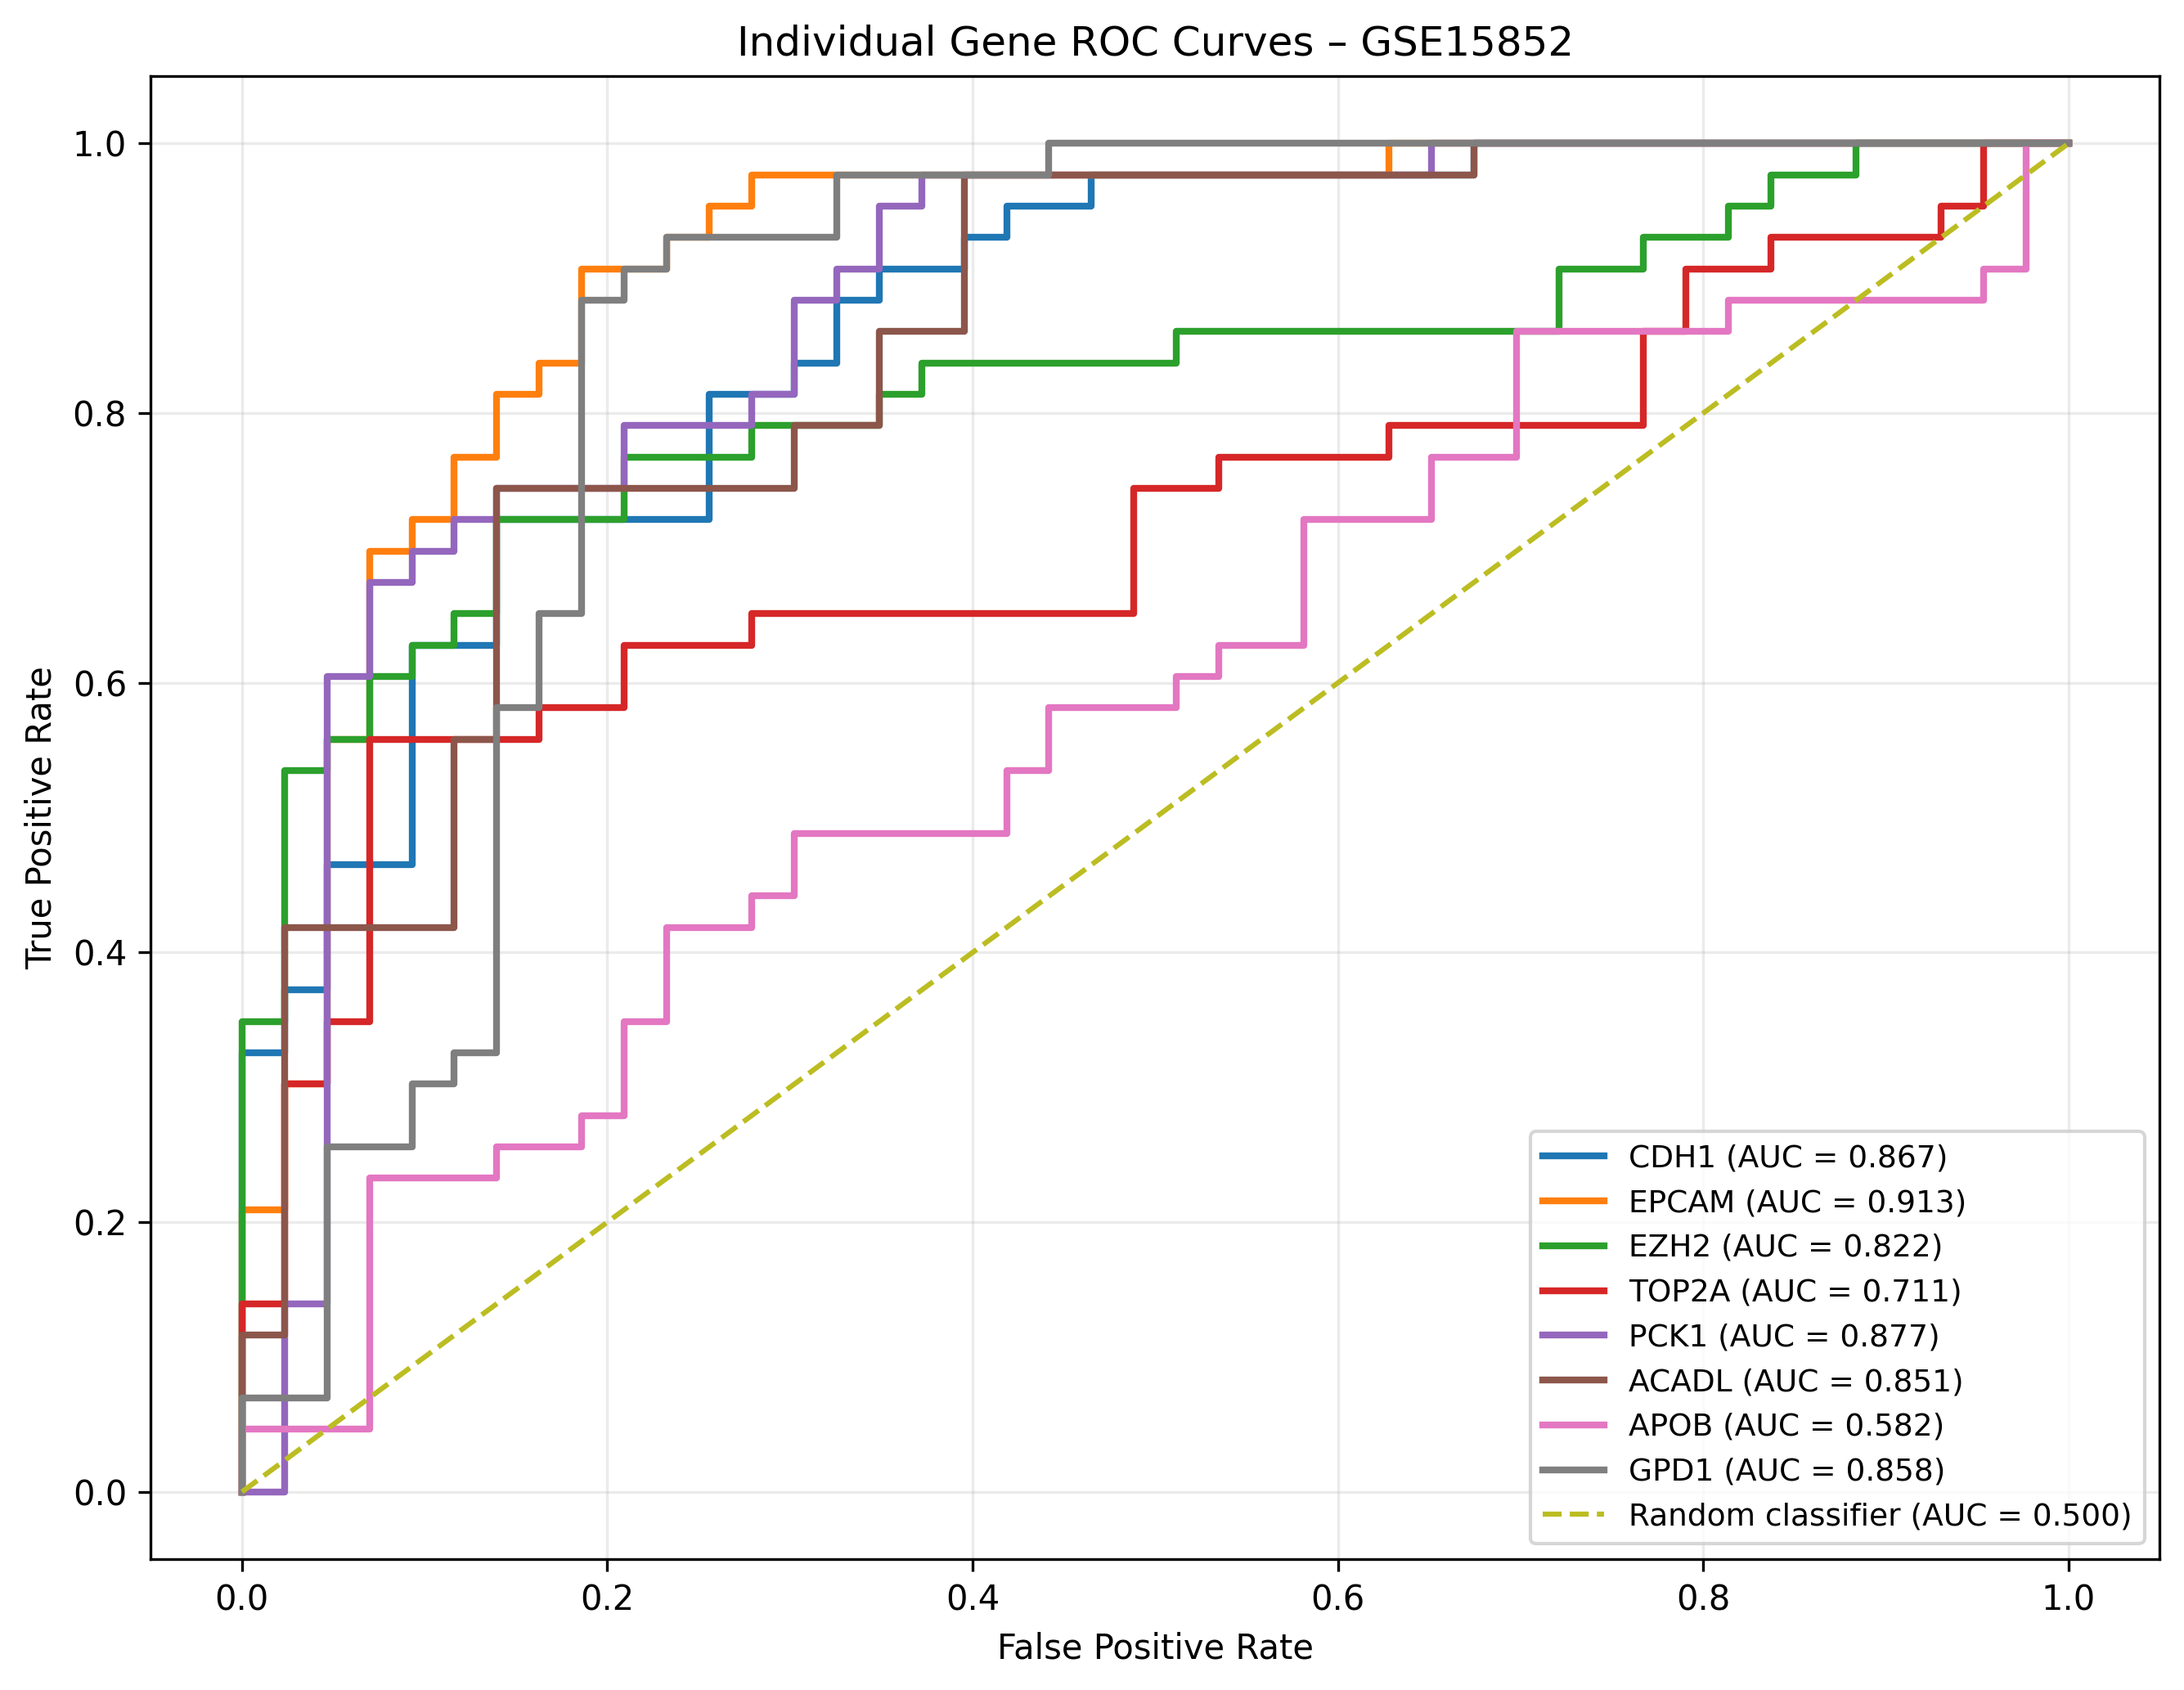 Individual Gene ROC Curves – GSE15852
True Positive Rate
1.0
0.8
0.6
0.4
0.2
0.0
CDH1 (AUC = 0.867)
EPCAM (AUC = 0.913)
EZH2 (AUC = 0.822)
TOP2A (AUC = 0.711)
PCK1 (AUC = 0.877)
ACADL (AUC = 0.851)
APOB (AUC = 0.582)
GPD1 (AUC = 0.858)
Random classifier (AUC = 0.500)
0.0 0.2 0.4 0.6 0.8 1.0
False Positive Rate